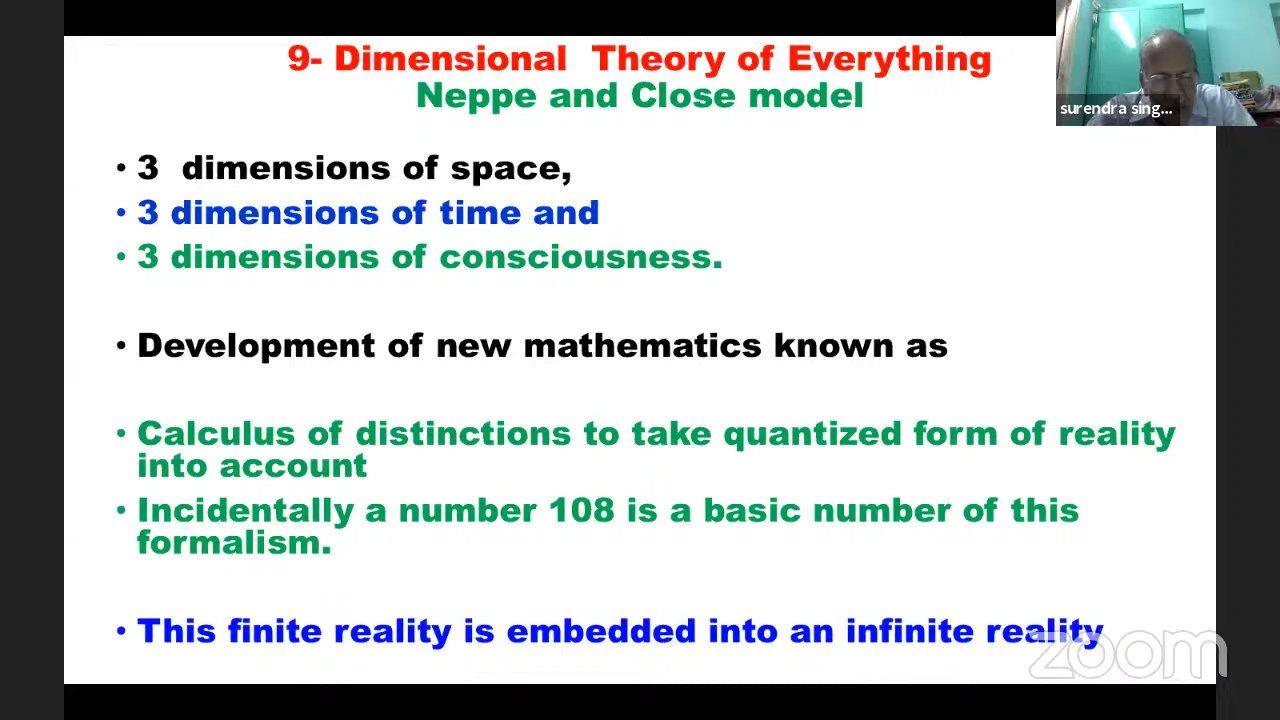 9- Dimensional Theory of Everything
Neppe and Close model
surendra sing...
• 3 dimensions of space,
• 3 dimensions of time and
• 3 dimensions of consciousness.
• Development of new mathematics known as
• Calculus of distinctions to take quantized form of reality
into account
• Incidentally a number 108 is a basic number of this
formalism.
• This finite reality is embedded into an infinite reality
zoom